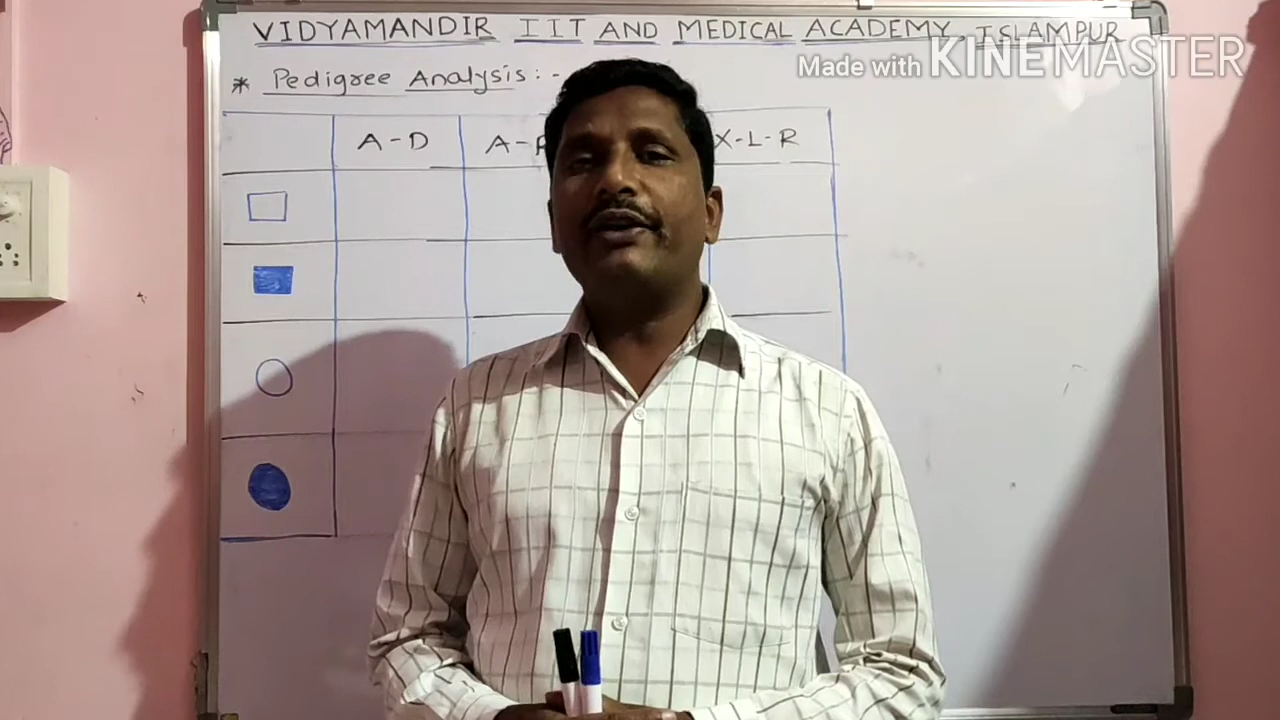 VIDYAMANDIR IIT AND MEDICAL ACADEMY, ISLAMPUR
Made with KINEMASTER
* Pedigree Analysis : -
A-D A- X-L-R